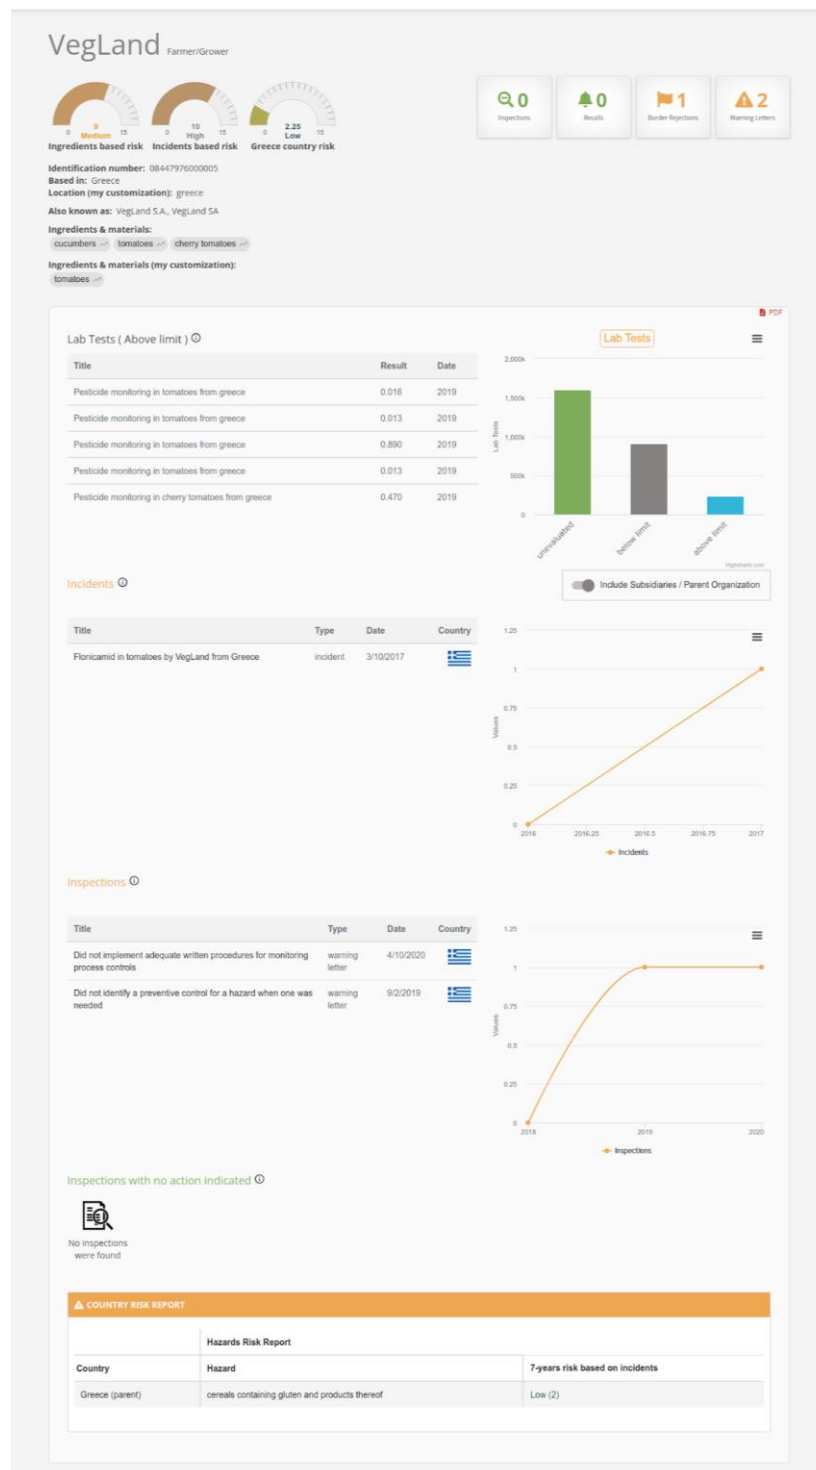 VegLand Farmer/Grower
0 9 15
Medium
Ingredients based risk
0 10 15
High
Incidents based risk
0 2.25 15
Low
Greece country risk
0
Inspections
0
Recalls
1
Border Rejections
2
Warning Letters
Identification number: 08447976000005
Based in: Greece
Location (my customization): greece
Also known as: VegLand S.A., VegLand SA
Ingredients & materials:
cucumbers tomatoes cherry tomatoes
Ingredients & materials (my customization):
tomatoes
PDF
Lab Tests ( Above limit )
Title Result Date
Pesticide monitoring in tomatoes from greece 0.016 2019
Pesticide monitoring in tomatoes from greece 0.013 2019
Pesticide monitoring in tomatoes from greece 0.890 2019
Pesticide monitoring in tomatoes from greece 0.013 2019
Pesticide monitoring in cherry tomatoes from greece 0.470 2019
Lab Tests
2,000k
1,500k
1,000k
500k
0
Lab Tests
unevaluated
below limit
above limit
Highcharts.com
Incidents
Include Subsidiaries / Parent Organization
Title Type Date Country
Flonicamid in tomatoes by VegLand from Greece incident 3/10/2017
1.25
1
0.75
0.5
0.25
0
Values
2016 2016.25 2016.5 2016.75 2017
Incidents
Inspections
Title Type Date Country
Did not implement adequate written procedures for monitoring process controls warning letter 4/10/2020
Did not identify a preventive control for a hazard when one was needed warning letter 9/2/2019
1.25
1
0.75
0.5
0.25
0
Values
2018 2019 2020
Inspections
Inspections with no action indicated
No inspections
were found
COUNTRY RISK REPORT
Hazards Risk Report
Country Hazard 7-years risk based on incidents
Greece (parent) cereals containing gluten and products thereof Low (2)